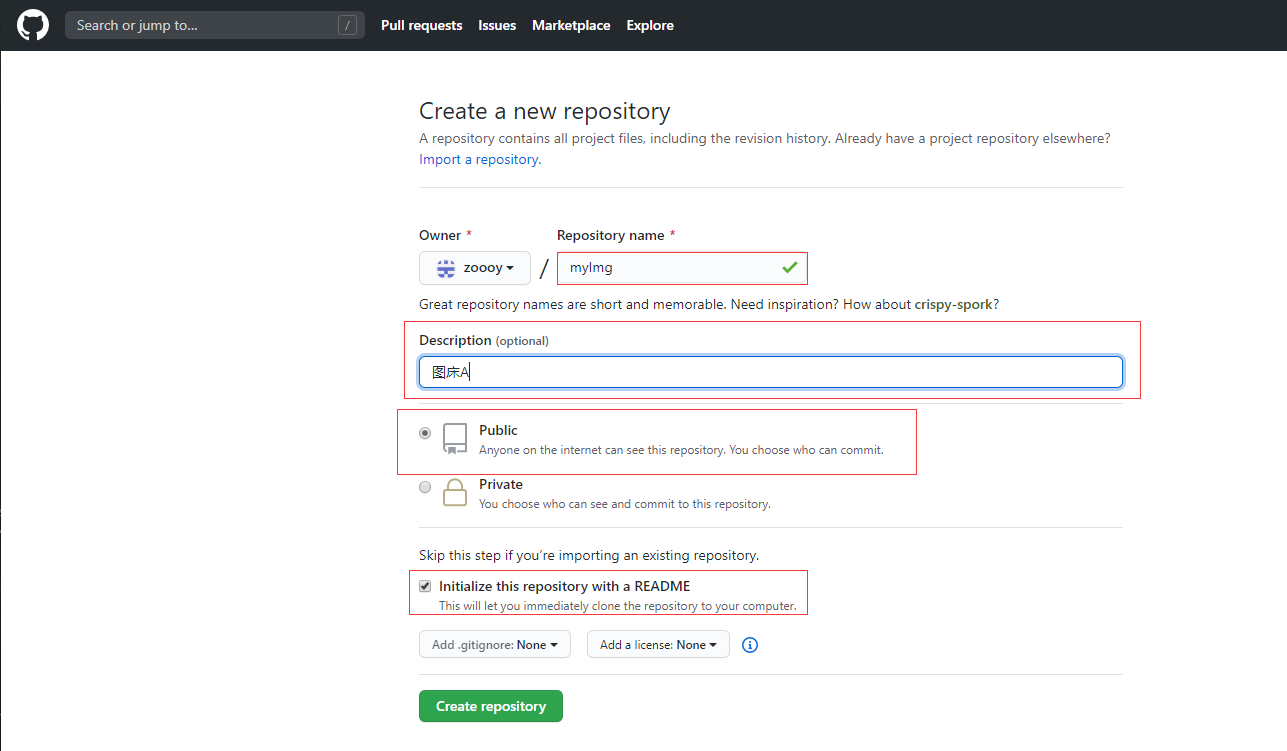 Search or jump to... / Pull requests Issues Marketplace Explore
Create a new repository
A repository contains all project files, including the revision history. Already have a project repository elsewhere?
Import a repository.
Owner * Repository name *
zoooy / myImg
Great repository names are short and memorable. Need inspiration? How about crispy-spork?
Description (optional)
图床A
Public
Anyone on the internet can see this repository. You choose who can commit.
Private
You choose who can see and commit to this repository.
Skip this step if you're importing an existing repository.
Initialize this repository with a README
This will let you immediately clone the repository to your computer.
Add .gitignore: None Add a license: None
Create repository